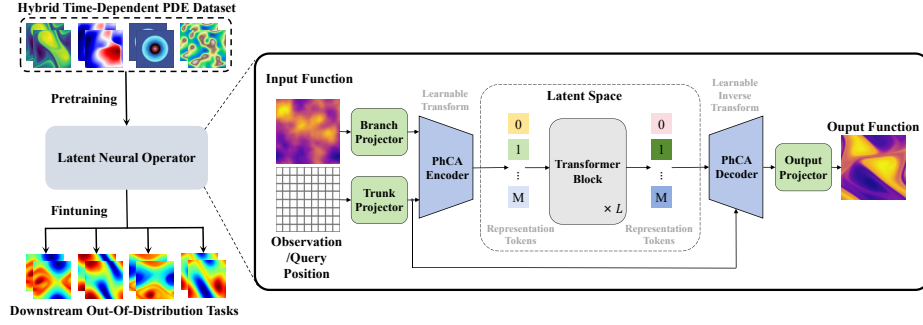 Hybrid Time-Dependent PDE Dataset
Pretraining
Latent Neural Operator
Fintuning
Downstream Out-Of-Distribution Tasks
Input Function
Branch
Projector
Trunk
Projector
Observation
/Query
Position
Learnable
Transform
PhCA
Encoder
Latent Space
0
1
⋮
M
Representation
Tokens
Transformer
Block
× L
0
1
⋮
M
Representation
Tokens
Learnable
Inverse
Transform
PhCA
Decoder
Output
Projector
Ouput Function